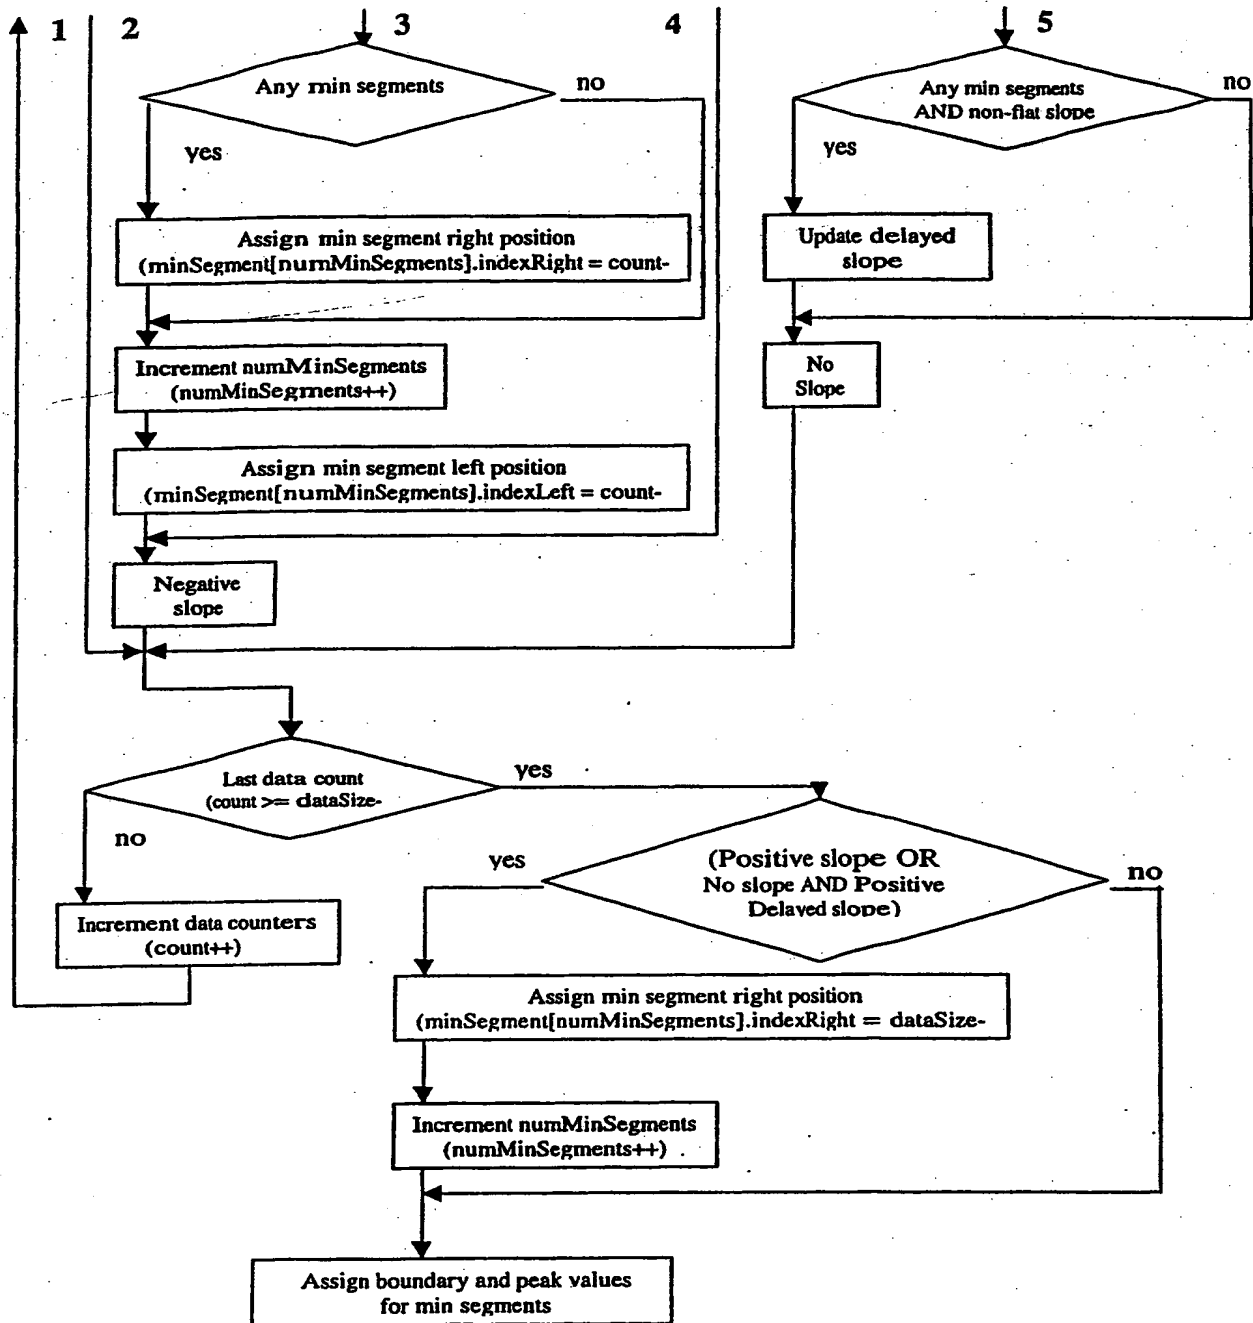 1
2
3
4
5
Any min segments
no
yes
Any min segments
AND non-flat slope
no
yes
Assign min segment right position
(minSegment[numMinSegments].indexRight = count-
Update delayed
slope
Increment numMinSegments
(numMinSegments++)
No
Slope
Assign min segment left position
(minSegment[numMinSegments].indexLeft = count-
Negative
slope
Last data count
(count >= dataSize-
yes
no
(Positive slope OR
No slope AND Positive
Delayed slope)
yes
no
Increment data counters
(count++)
Assign min segment right position
(minSegment[numMinSegments].indexRight = dataSize-
Increment numMinSegments
(numMinSegments++)
Assign boundary and peak values
for min segments